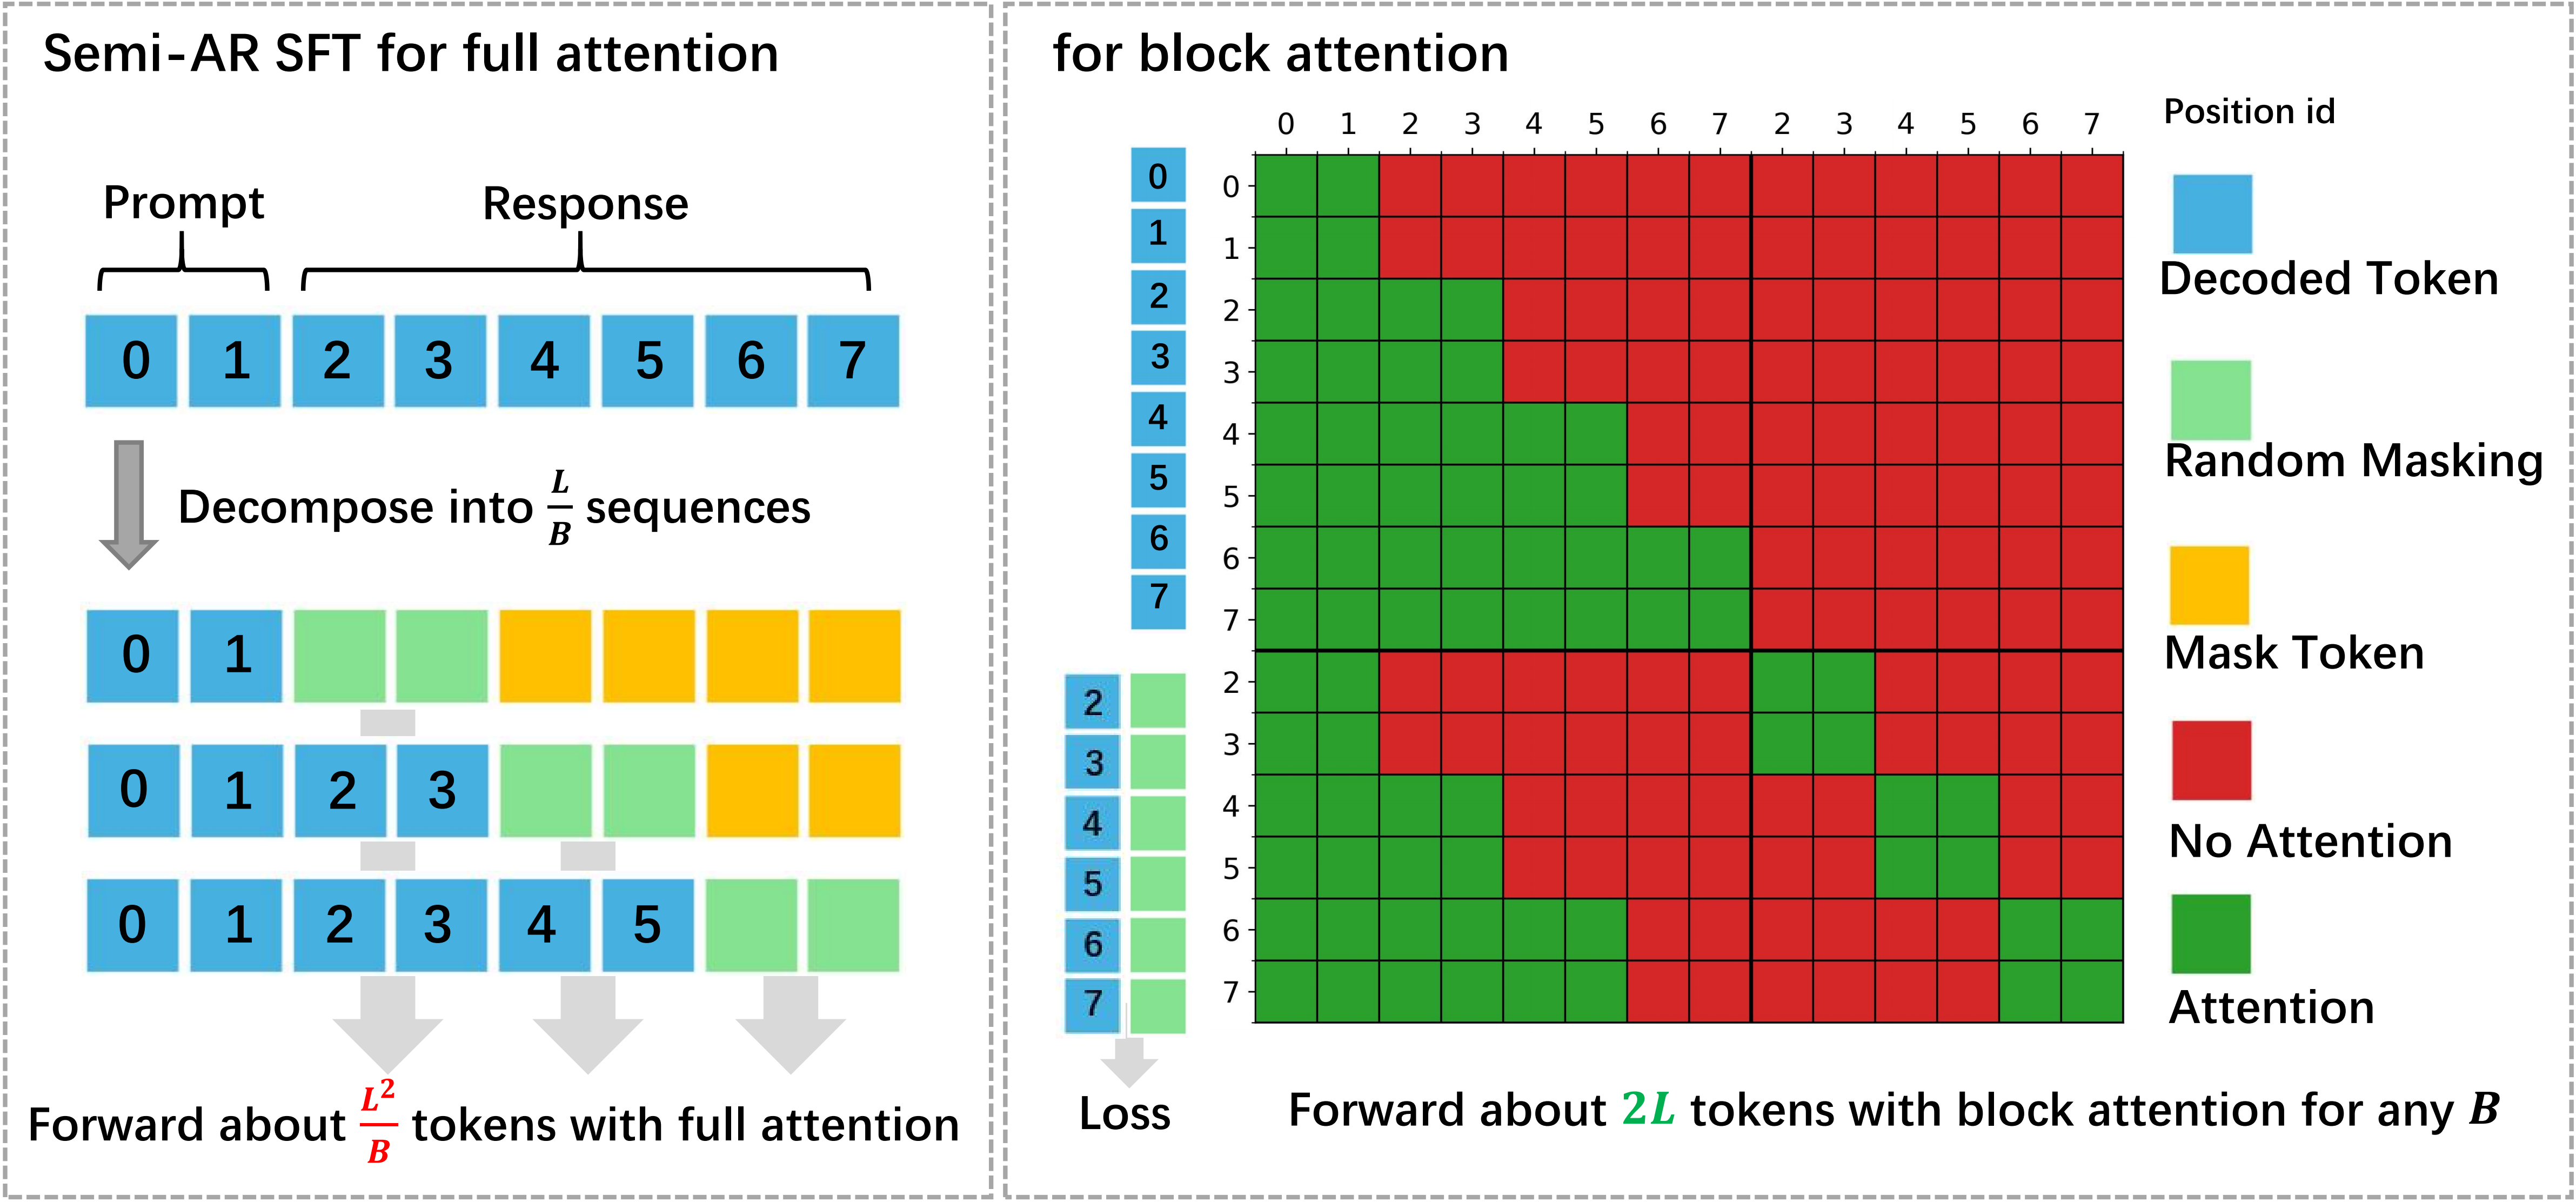 Semi-AR SFT for full attention
Prompt
Response
0 1 2 3 4 5 6 7
Decompose into L/B sequences
0 1
0 1 2 3
0 1 2 3 4 5
Forward about L²/B tokens with full attention
for block attention
Position id
0 1 2 3 4 5 6 7 2 3 4 5 6 7
0 0
1 1
2 2
3 3
4 4
5 5
6 6
7 7
2 2
3 3
4 4
5 5
6 6
7 7
Loss
Decoded Token
Random Masking
Mask Token
No Attention
Attention
Forward about 2L tokens with block attention for any B